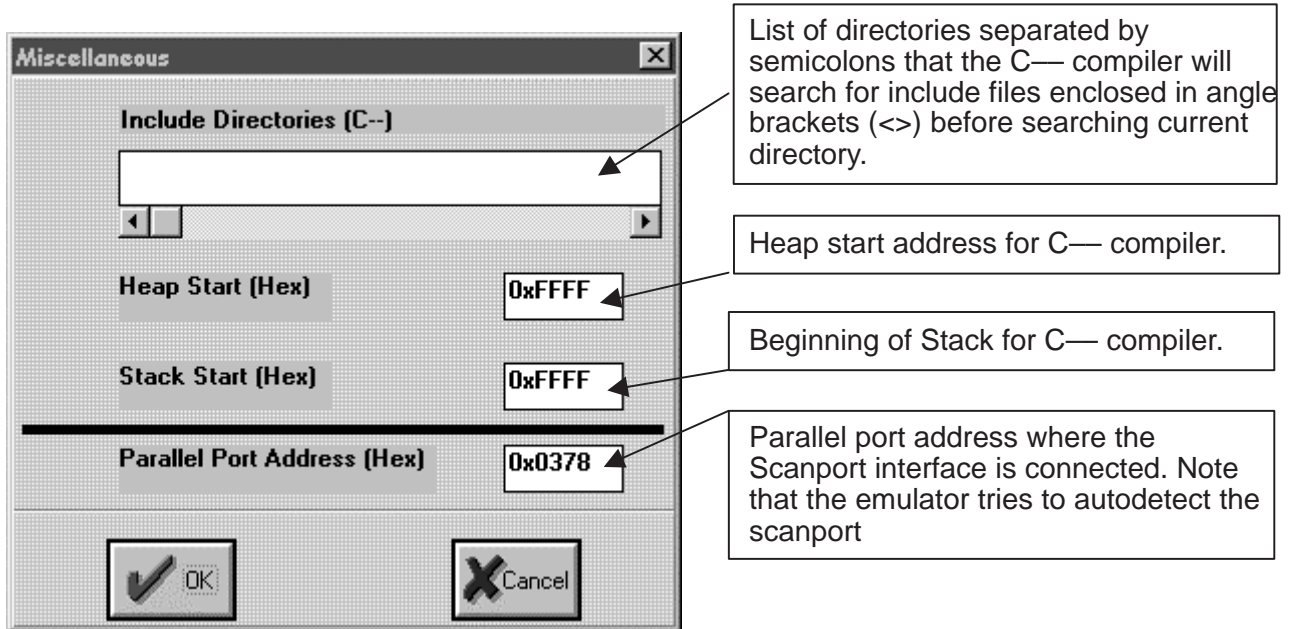 Miscellaneous
Include Directories (C--)
Heap Start (Hex)
0xFFFF
Stack Start (Hex)
0xFFFF
Parallel Port Address (Hex)
0x0378
OK
Cancel
List of directories separated by
semicolons that the C–– compiler will
search for include files enclosed in angle
brackets (<>) before searching current
directory.
Heap start address for C–– compiler.
Beginning of Stack for C–– compiler.
Parallel port address where the
Scanport interface is connected. Note
that the emulator tries to autodetect the
scanport